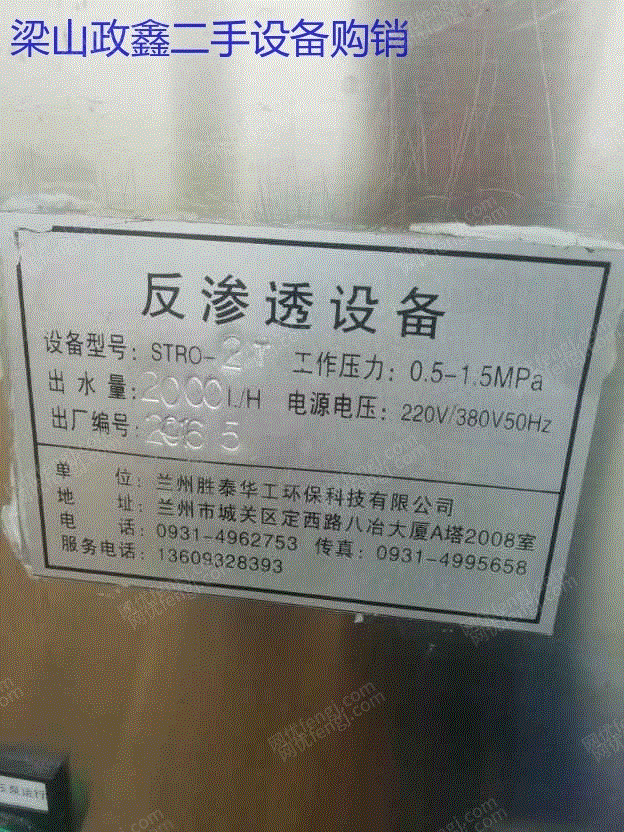 梁山政鑫二手设备购销
反渗透设备
设备型号: STRO-2T 工作压力: 0.5-1.5MPa
出水量: 2000L/H 电源电压: 220V/380V50Hz
出厂编号: 2016 5
单位: 兰州胜泰华工环保科技有限公司
地址: 兰州市城关区定西路八冶大厦A塔2008室
电话: 0931-4962753 传真: 0931-4995658
服务电话: 13609328393
泵运行